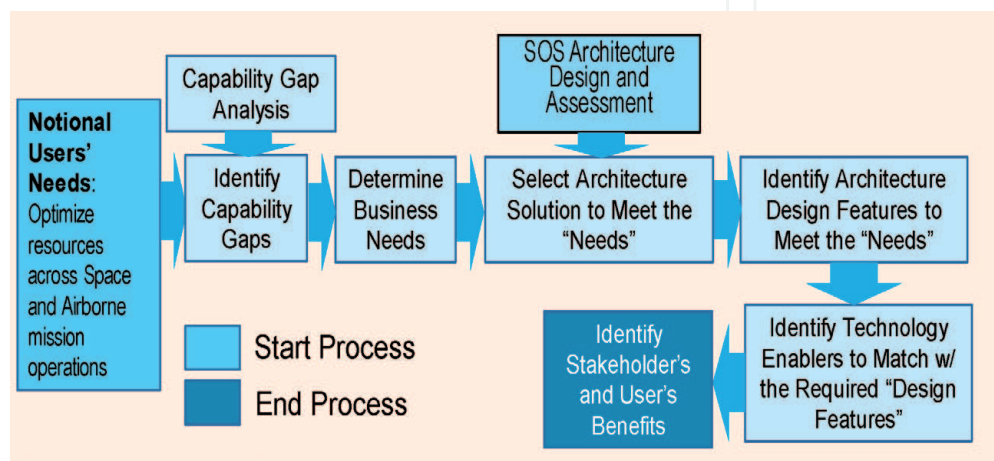 Notional
Users'
Needs:
Optimize
resources
across Space
and Airborne
mission
operations
Capability Gap
Analysis
Identify
Capability
Gaps
Determine
Business
Needs
SOS Architecture
Design and
Assessment
Select Architecture
Solution to Meet the
“Needs”
Identify Architecture
Design Features to
Meet the “Needs”
Identify Technology
Enablers to Match w/
the Required “Design
Features”
Identify
Stakeholder's
and User's
Benefits
Start Process
End Process